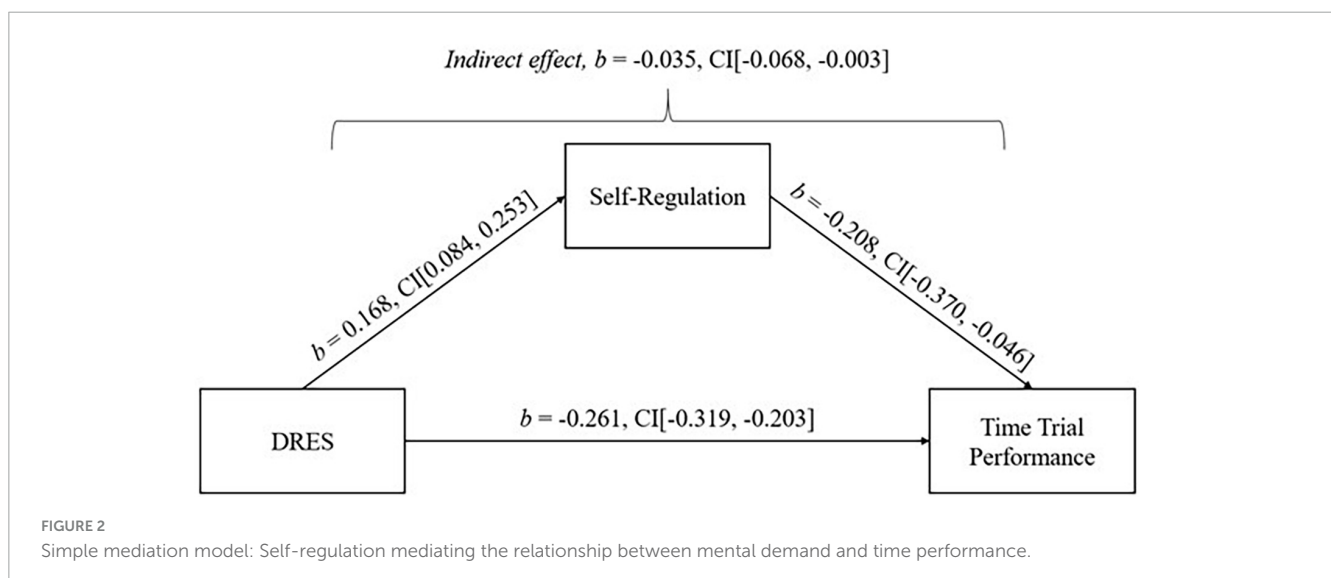 Indirect effect, b = -0.035, CI[-0.068, -0.003]
Self-Regulation
b = 0.168, CI[0.084, 0.253]
b = -0.208, CI[-0.370, -0.046]
b = -0.261, CI[-0.319, -0.203]
DRES
Time Trial
Performance
FIGURE 2
Simple mediation model: Self-regulation mediating the relationship between mental demand and time performance.